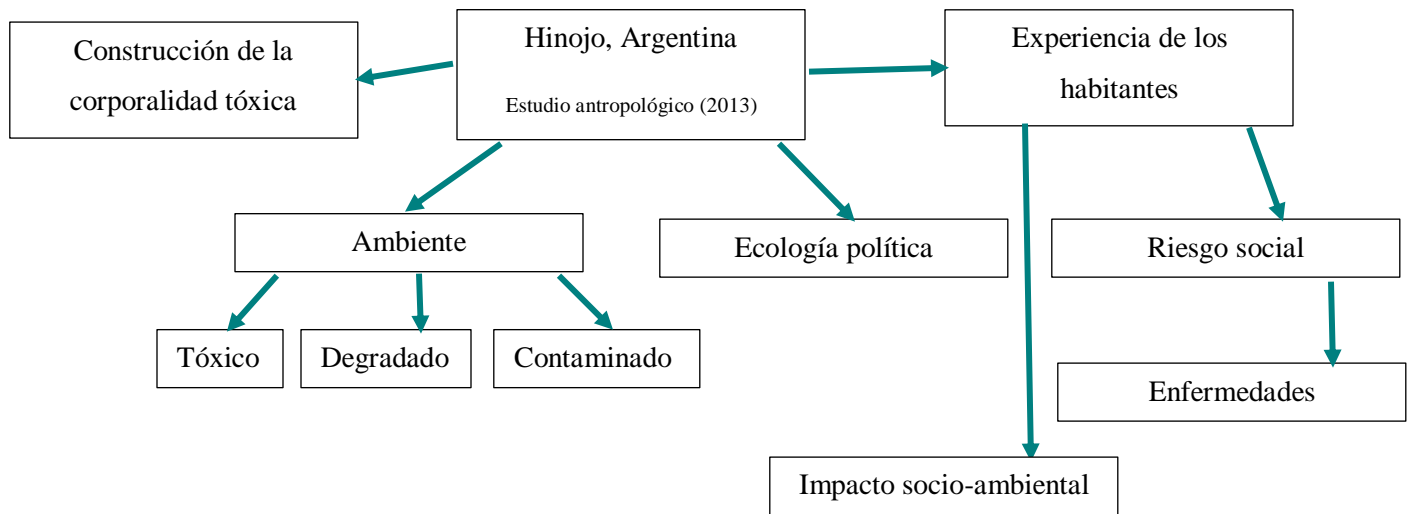 Construcción de la
corporalidad tóxica
Hinojo, Argentina
Estudio antropológico (2013)
Experiencia de los
habitantes
Ambiente
Ecología política
Riesgo social
Tóxico
Degradado
Contaminado
Enfermedades
Impacto socio-ambiental